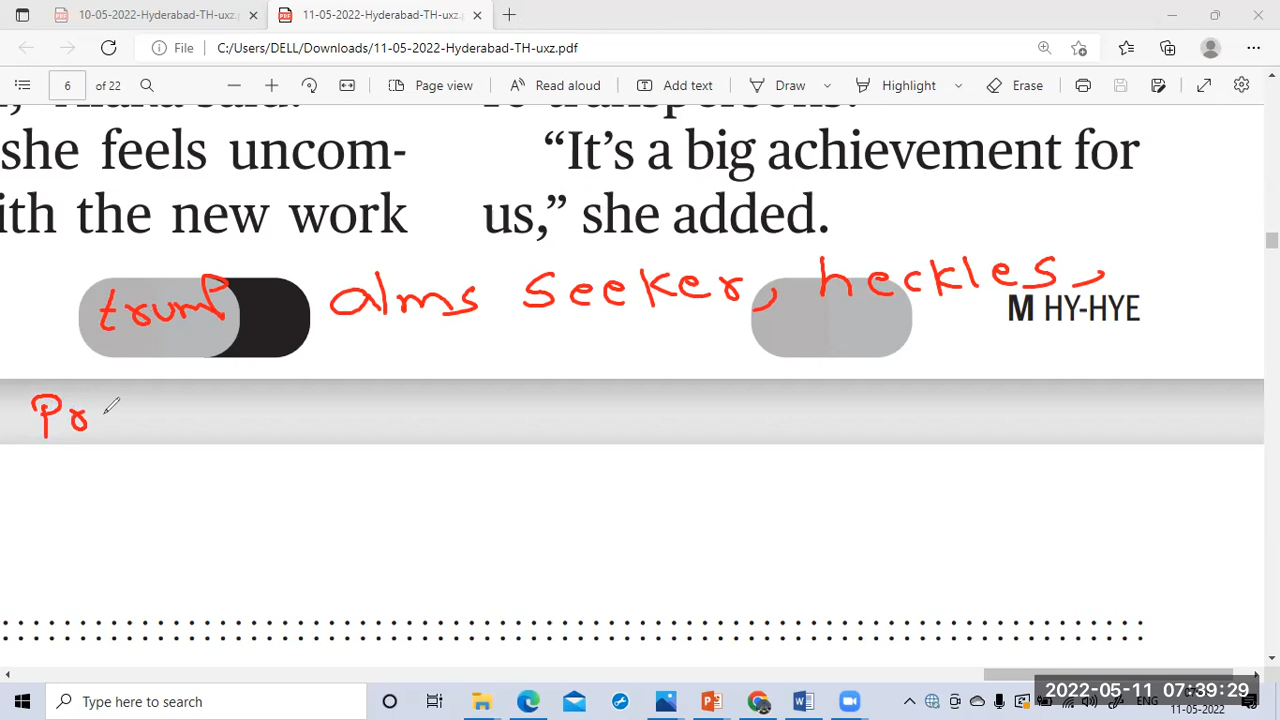 10-05-2022-Hyderabad-TH-uxz.
11-05-2022-Hyderabad-TH-uxz.
File C:/Users/DELL/Downloads/11-05-2022-Hyderabad-TH-uxz.pdf
6 of 22 Page view Read aloud Add text Draw Highlight Erase
she feels uncom-
ith the new work
"It's a big achievement for
us," she added.
trump alms seeker, heckles,
M HY-HYE
Pr
Type here to search
ENG
2022-05-11 07:39:29
11-05-2022